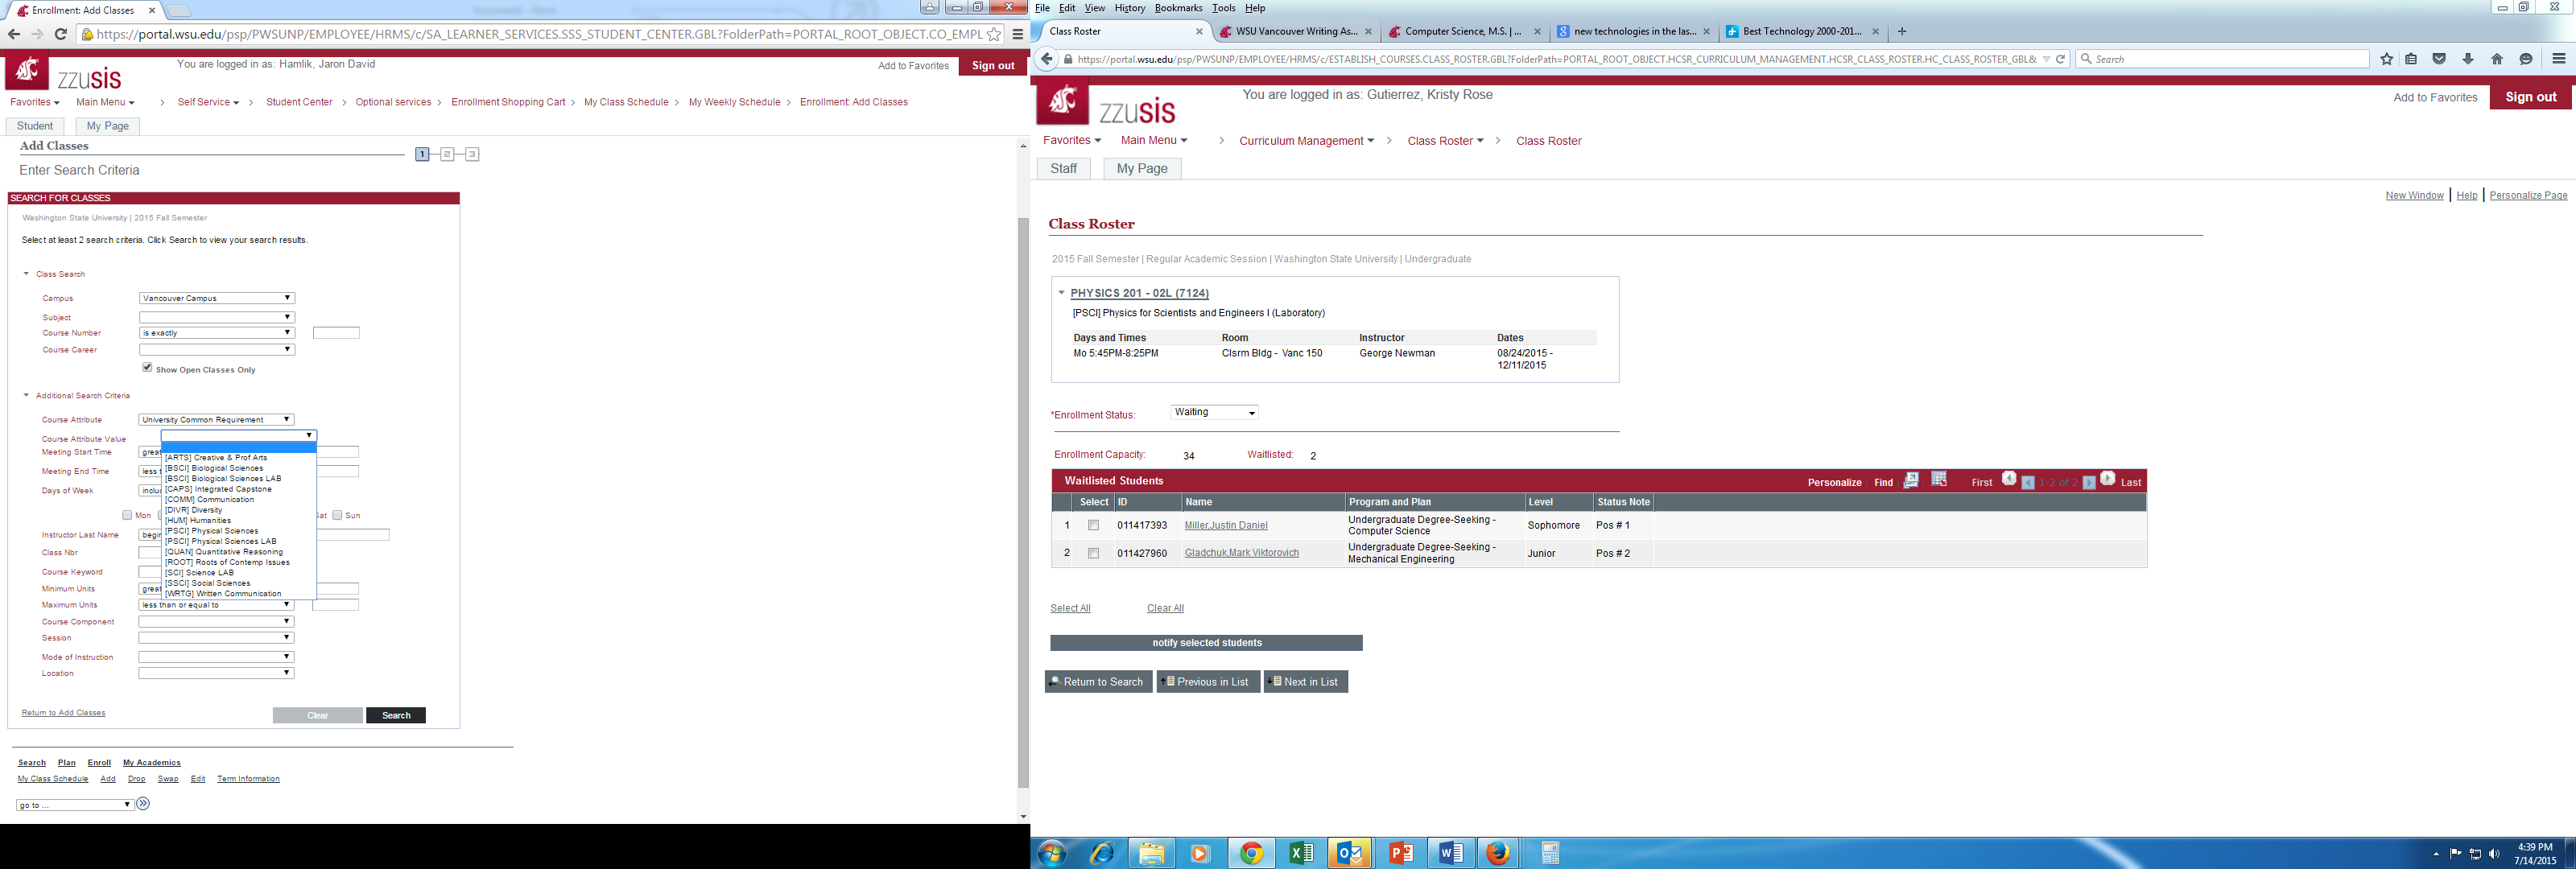 Enrollment: Add Classes
https://portal.wsu.edu/psp/PWSUNP/EMPLOYEE/HRMS/c/SA_LEARNER_SERVICES.SSS_STUDENT_CENTER.GBL?FolderPath=PORTAL_ROOT_OBJECT.CO_EMPL
You are logged in as: Hamlik, Jaron David
Add to Favorites
Sign out
zzusis
Favorites
Main Menu
Self Service
Student Center
Optional services
Enrollment Shopping Cart
My Class Schedule
My Weekly Schedule
Enrollment: Add Classes
Student
My Page
Add Classes
1
2
3
Enter Search Criteria
SEARCH FOR CLASSES
Washington State University | 2015 Fall Semester
Select at least 2 search criteria. Click Search to view your search results.
Class Search
Campus
Vancouver Campus
Subject
Course Number
is exactly
Course Career
Show Open Classes Only
Additional Search Criteria
Course Attribute
University Common Requirement
Course Attribute Value
Meeting Start Time
great
[ARTS] Creative & Prof Arts
[BSCI] Biological Sciences
Meeting End Time
less t
[BSCI] Biological Sciences LAB
[CAPS] Integrated Capstone
Days of Week
inclu
[COMM] Communication
[DIVR] Diversity
Mon
Sat
Sun
[HUM] Humanities
[PSCI] Physical Sciences
Instructor Last Name
begin
[PSCI] Physical Sciences LAB
[QUAN] Quantitative Reasoning
Class Nbr
[ROOT] Roots of Contemp Issues
Course Keyword
[SCI] Science LAB
[SSCI] Social Sciences
Minimum Units
great
[WRTG] Written Communication
Maximum Units
less than or equal to
Course Component
Session
Mode of Instruction
Location
Return to Add Classes
Clear
Search
Search
Plan
Enroll
My Academics
My Class Schedule
Add
Drop
Swap
Edit
Term Information
go to ...
File Edit View History Bookmarks Tools Help
Class Roster
WSU Vancouver Writing As...
Computer Science, M.S. | ...
new technologies in the las...
Best Technology 2000-201...
https://portal.wsu.edu/psp/PWSUNP/EMPLOYEE/HRMS/c/ESTABLISH_COURSES.CLASS_ROSTER.GBL?FolderPath=PORTAL_ROOT_OBJECT.HCSR_CURRICULUM_MANAGEMENT.HCSR_CLASS_ROSTER.HC_CLASS_ROSTER_GBL&
Search
You are logged in as: Gutierrez, Kristy Rose
Add to Favorites
Sign out
zzusis
Favorites
Main Menu
Curriculum Management
Class Roster
Class Roster
Staff
My Page
New Window | Help | Personalize Page
Class Roster
2015 Fall Semester | Regular Academic Session | Washington State University | Undergraduate
PHYSICS 201 - 02L (7124)
[PSCI] Physics for Scientists and Engineers I (Laboratory)
Days and Times
Room
Instructor
Dates
Mo 5:45PM-8:25PM
Clsrm Bldg - Vanc 150
George Newman
08/24/2015 -
12/11/2015
*Enrollment Status:
Waiting
Enrollment Capacity:
34
Waitlisted:
2
Waitlisted Students
Personalize
Find
First
1-2 of 2
Last
Select
ID
Name
Program and Plan
Level
Status Note
1
011417393
Miller,Justin Daniel
Undergraduate Degree-Seeking -
Computer Science
Sophomore
Pos # 1
2
011427960
Gladchuk,Mark Viktorovich
Undergraduate Degree-Seeking -
Mechanical Engineering
Junior
Pos # 2
Select All
Clear All
notify selected students
Return to Search
Previous in List
Next in List
4:39 PM
7/14/2015